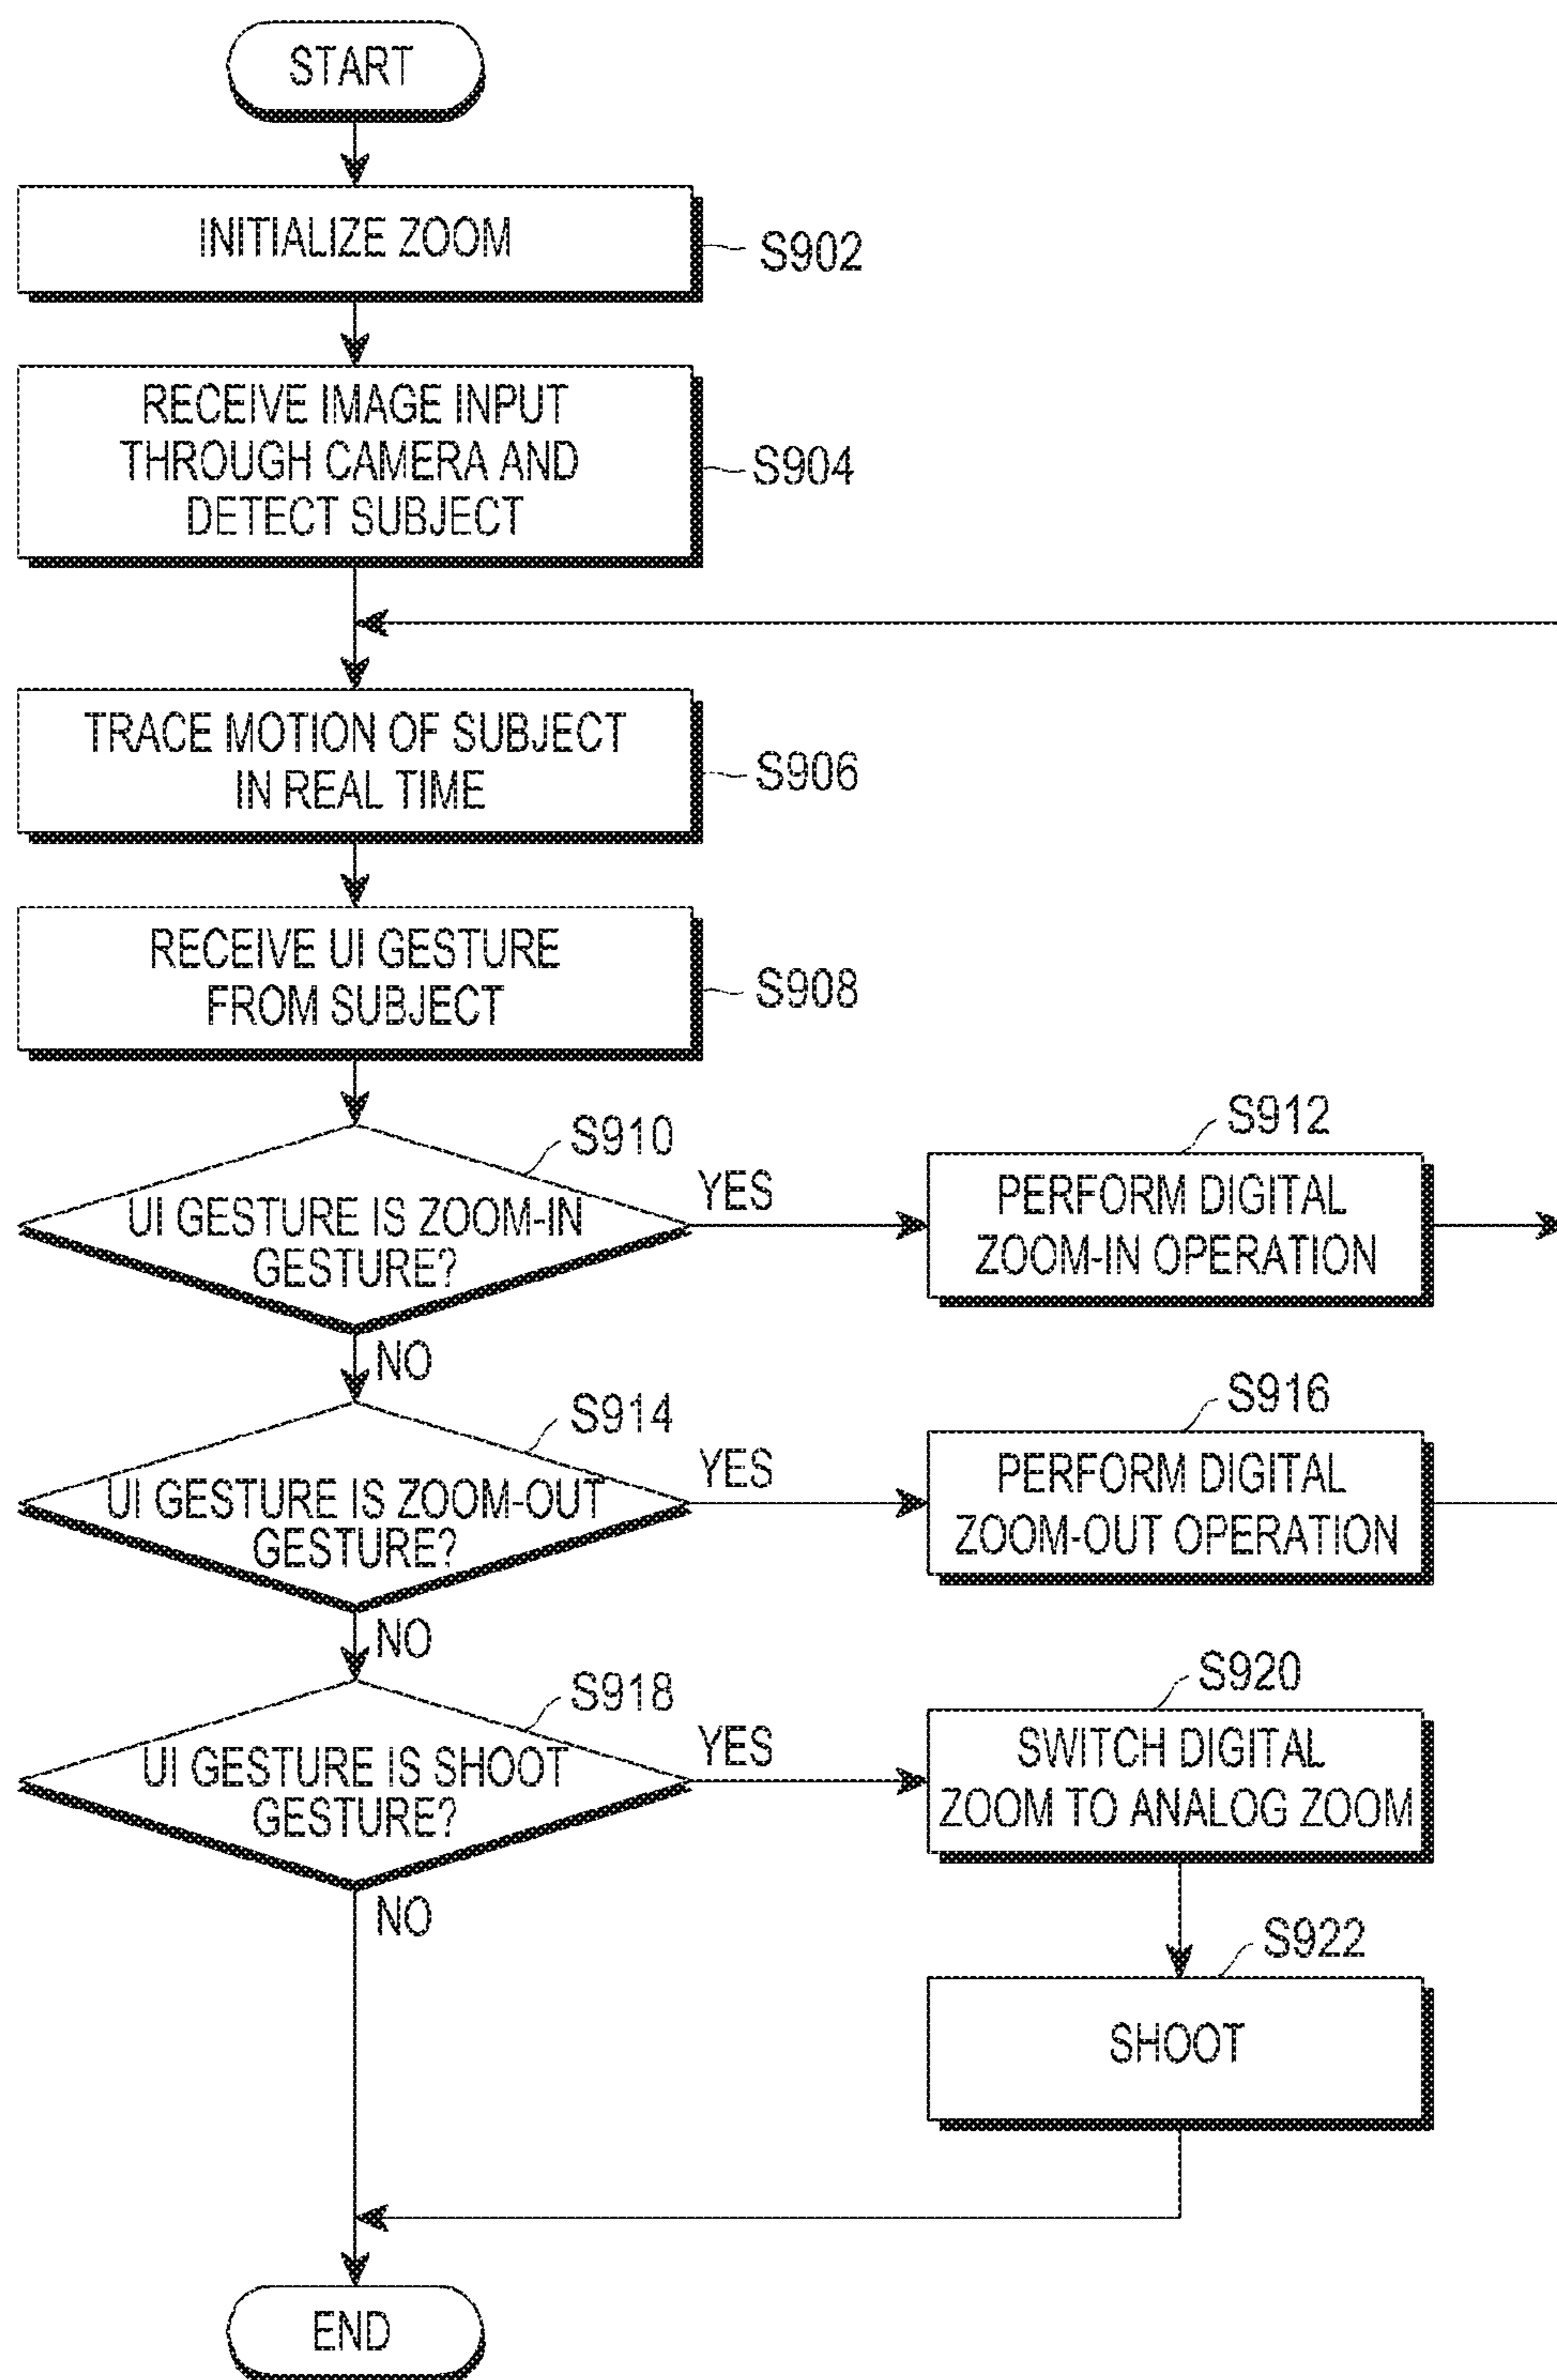 START
INITIALIZE ZOOM
S902
RECEIVE IMAGE INPUT
THROUGH CAMERA AND
DETECT SUBJECT
S904
TRACE MOTION OF SUBJECT
IN REAL TIME
S906
RECEIVE UI GESTURE
FROM SUBJECT
S908
S910
UI GESTURE IS ZOOM-IN
GESTURE?
YES
NO
S912
PERFORM DIGITAL
ZOOM-IN OPERATION
S914
UI GESTURE IS ZOOM-OUT
GESTURE?
YES
NO
S916
PERFORM DIGITAL
ZOOM-OUT OPERATION
S918
UI GESTURE IS SHOOT
GESTURE?
YES
NO
S920
SWITCH DIGITAL
ZOOM TO ANALOG ZOOM
S922
SHOOT
END